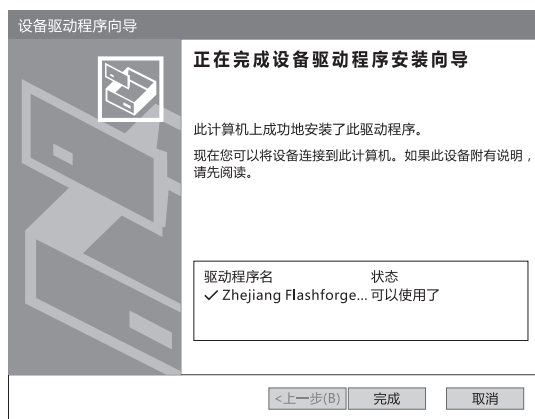 设备驱动程序向导
正在完成设备驱动程序安装向导
此计算机上成功地安装了此驱动程序。
现在您可以将设备连接到此计算机。如果此设备附有说明，
请先阅读。
驱动程序名 状态
✓ Zhejiang Flashforge... 可以使用了
<上一步(B) 完成 取消